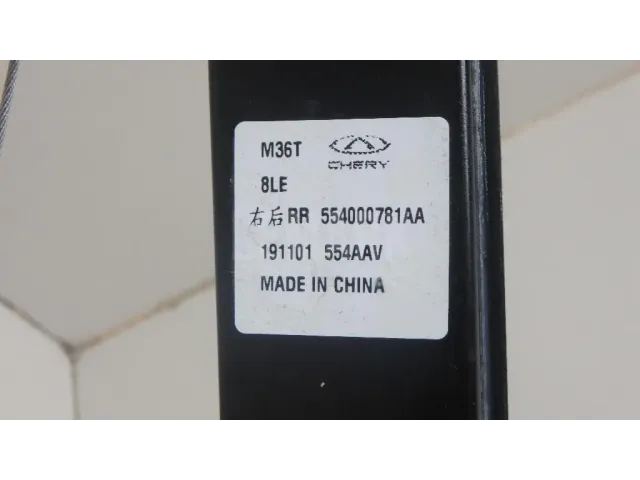 M36T CHERY
8LE
右后RR 554000781AA
191101 554AAV
MADE IN CHINA